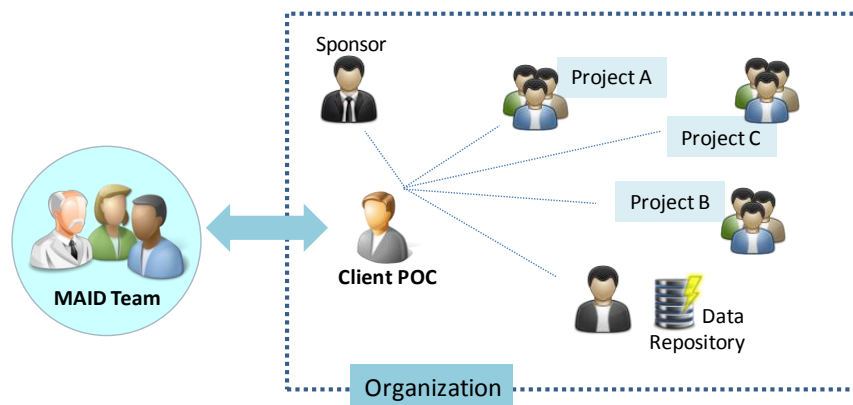 Sponsor
Project A
Project C
Project B
Client POC
MAID Team
Data
Repository
Organization